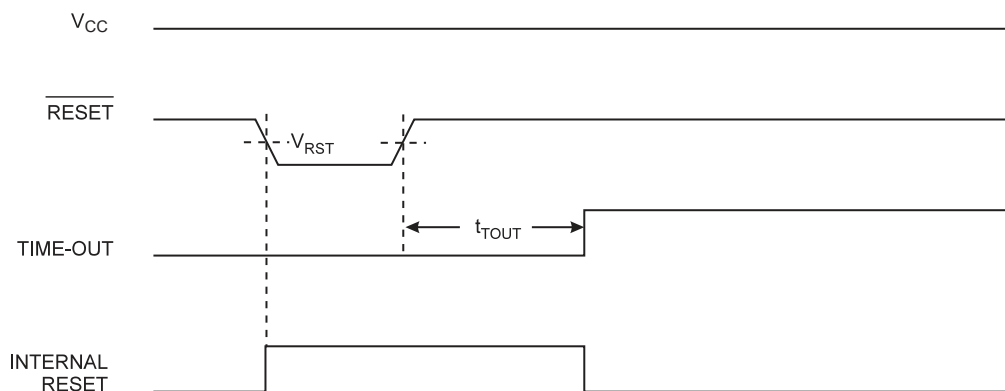 VCC
RESET
VRST
tTOUT
TIME-OUT
INTERNAL
RESET